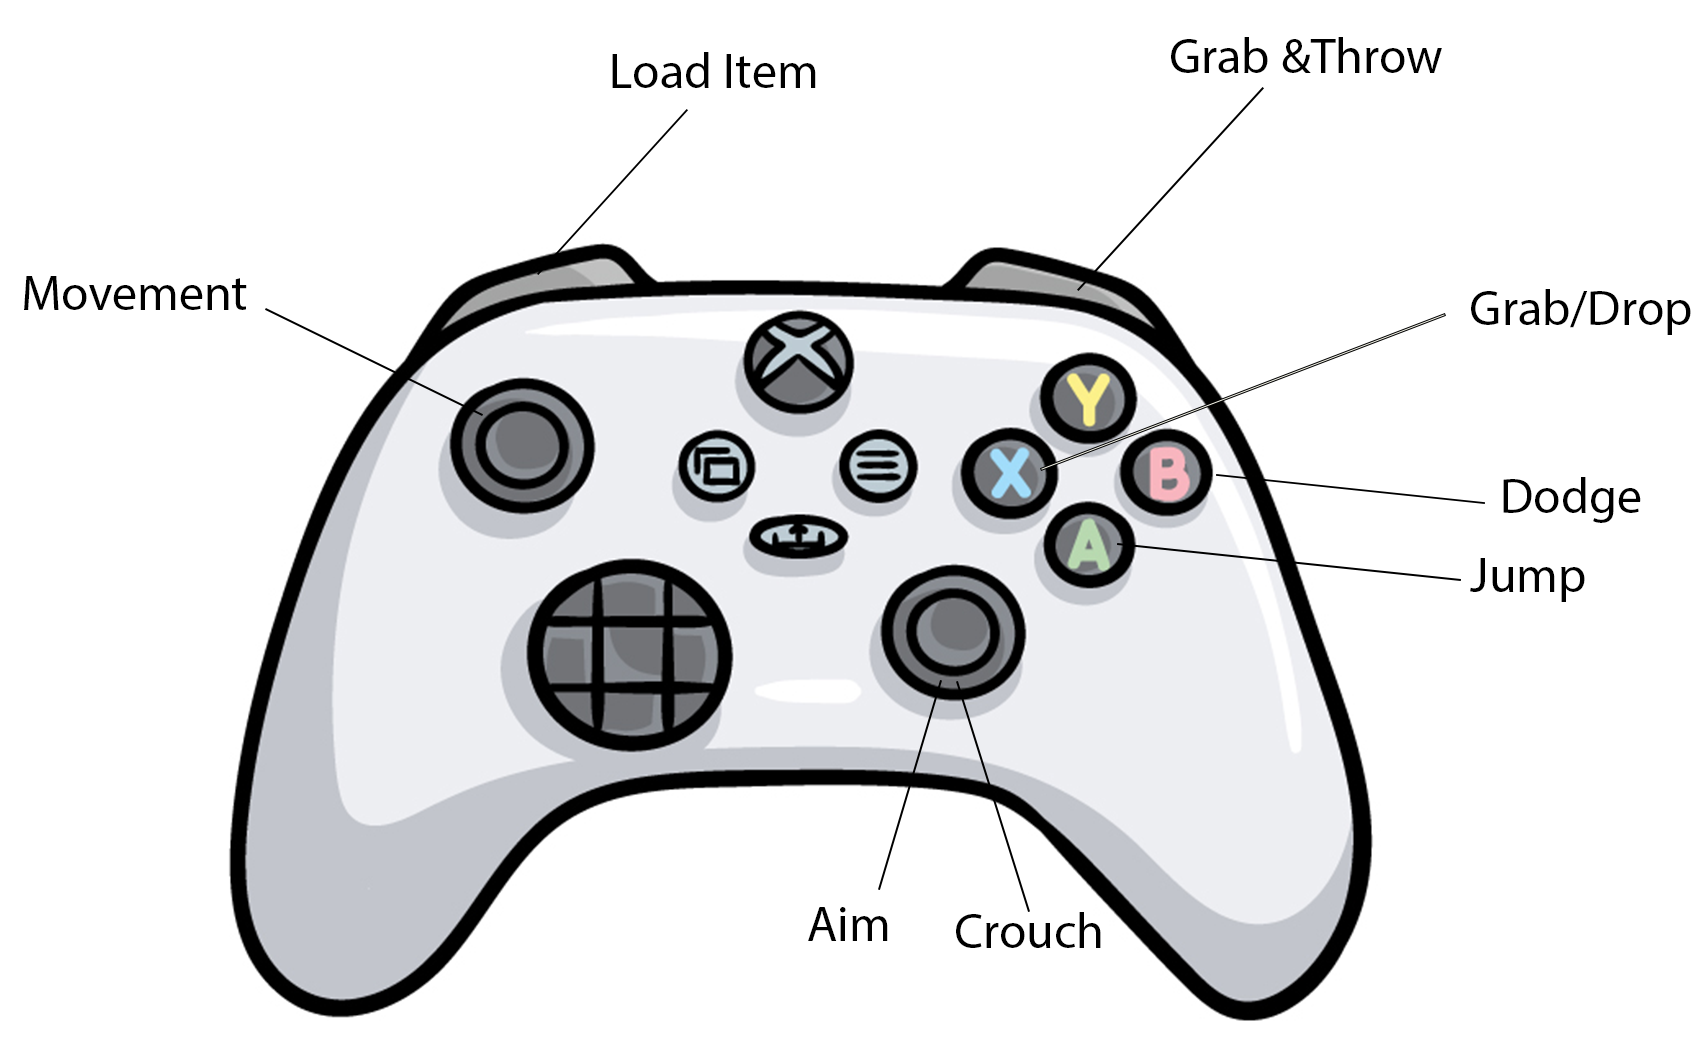 Load Item
Grab &Throw
Movement
Grab/Drop
Y
X
B
A
Dodge
Jump
Aim
Crouch